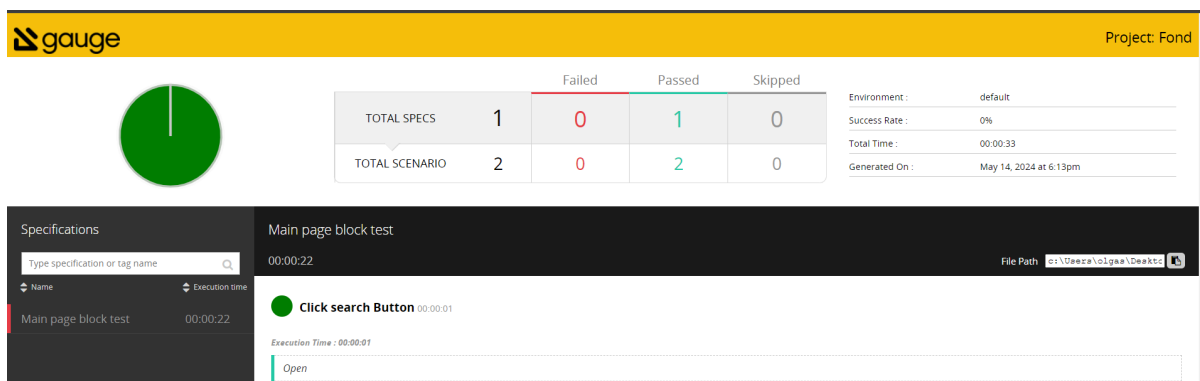 gauge
Project: Fond
Failed Passed Skipped
TOTAL SPECS 1 0 1 0
TOTAL SCENARIO 2 0 2 0
Environment : default
Success Rate : 0%
Total Time : 00:00:33
Generated On : May 14, 2024 at 6:13pm
Specifications
Type specification or tag name
Name Execution time
Main page block test 00:00:22
Main page block test
00:00:22
File Path c:\Users\olgas\Deskto
Click search Button 00:00:01
Execution Time : 00:00:01
Open